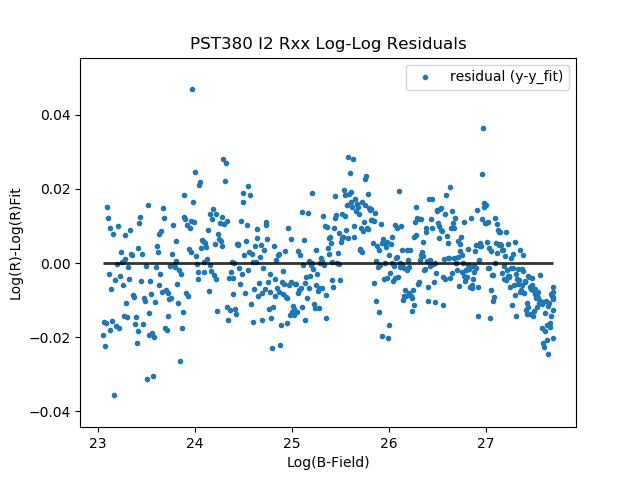 PST380 I2 Rxx Log-Log Residuals
residual (y-y_fit)
Log(R)-Log(R)Fit
0.04
0.02
0.00
−0.02
−0.04
23 24 25 26 27
Log(B-Field)